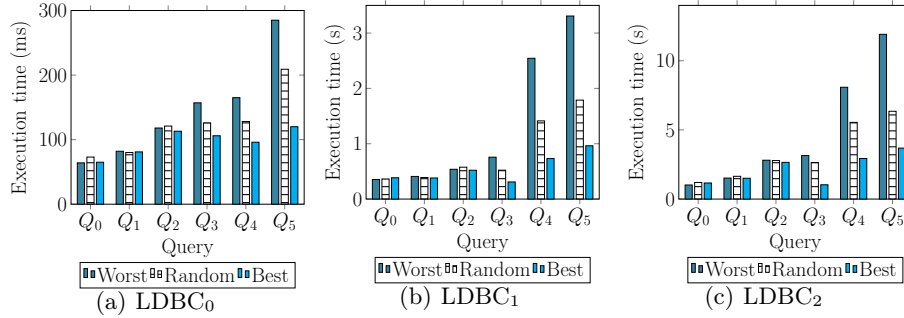 300
200
100
0
Execution time (ms)
Q0 Q1 Q2 Q3 Q4 Q5
Query
Worst Random Best
(a) LDBC0
3
2
1
0
Execution time (s)
Q0 Q1 Q2 Q3 Q4 Q5
Query
Worst Random Best
(b) LDBC1
10
5
0
Execution time (s)
Q0 Q1 Q2 Q3 Q4 Q5
Query
Worst Random Best
(c) LDBC2